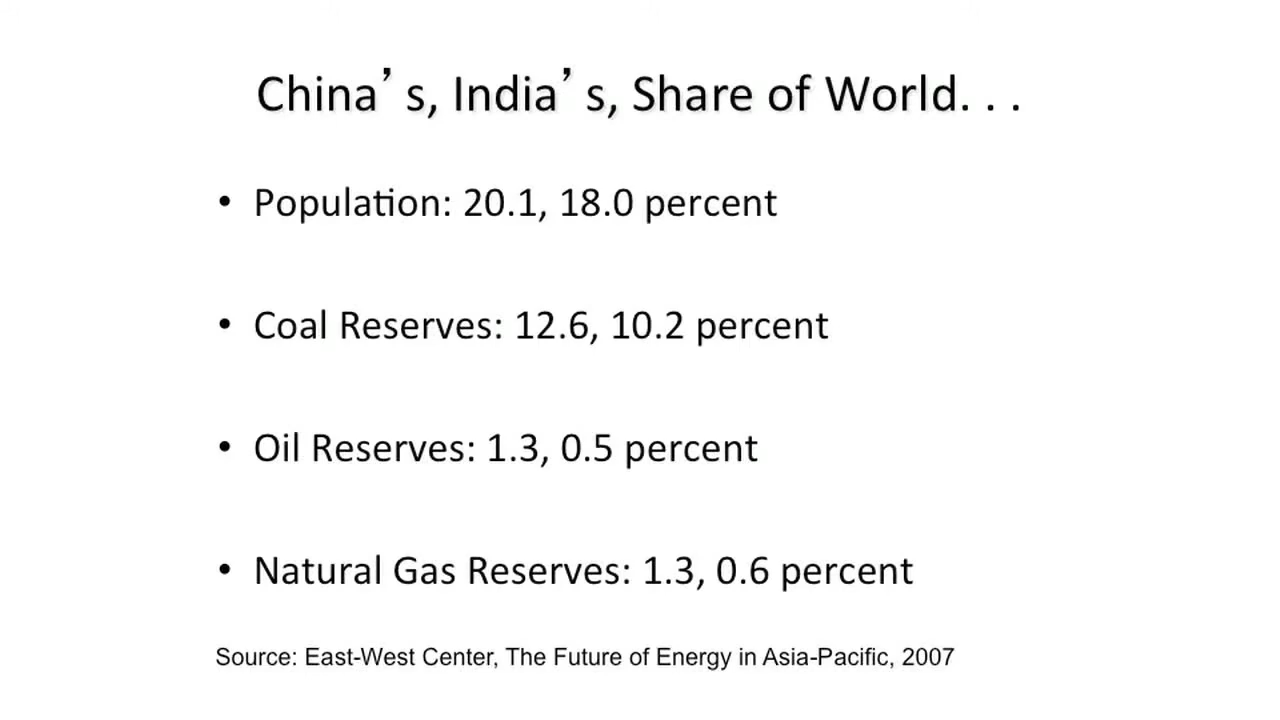 China’s, India’s, Share of World. . .
• Population: 20.1, 18.0 percent
• Coal Reserves: 12.6, 10.2 percent
• Oil Reserves: 1.3, 0.5 percent
• Natural Gas Reserves: 1.3, 0.6 percent
Source: East-West Center, The Future of Energy in Asia-Pacific, 2007